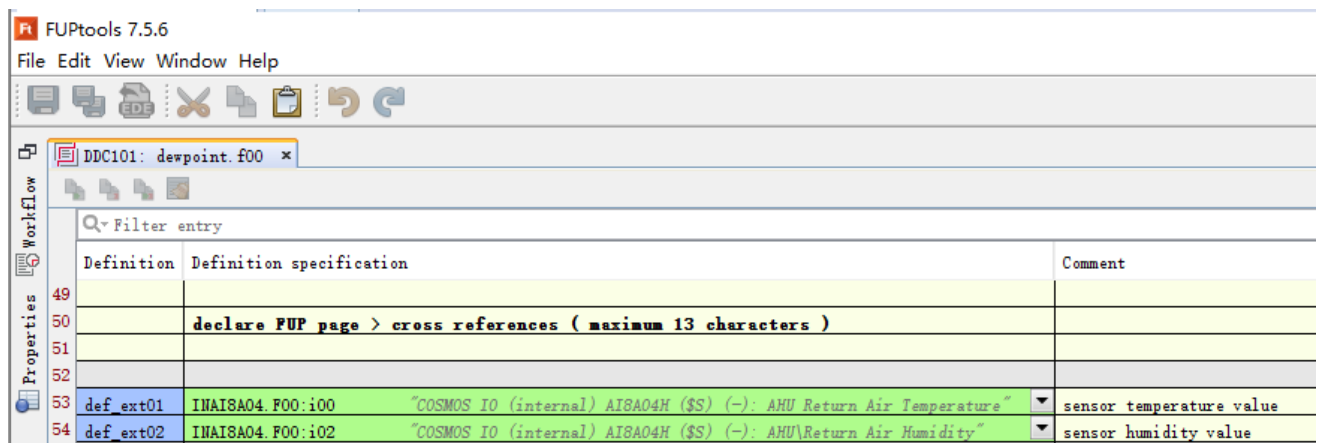 Ft FUPtools 7.5.6
File Edit View Window Help
EDE
DDC101: dewpoint.f00 ×
Workflow
Properties
Filter entry
Definition Definition specification Comment
49
50 declare FUP page > cross references ( maximum 13 characters )
51
52
53 def_ext01 INAI8A04.F00:i00 "COSMOS IO (internal) AI8A04H ($S) (-): AHU Return Air Temperature" sensor temperature value
54 def_ext02 INAI8A04.F00:i02 "COSMOS IO (internal) AI8A04H ($S) (-): AHU\Return Air Humidity" sensor humidity value